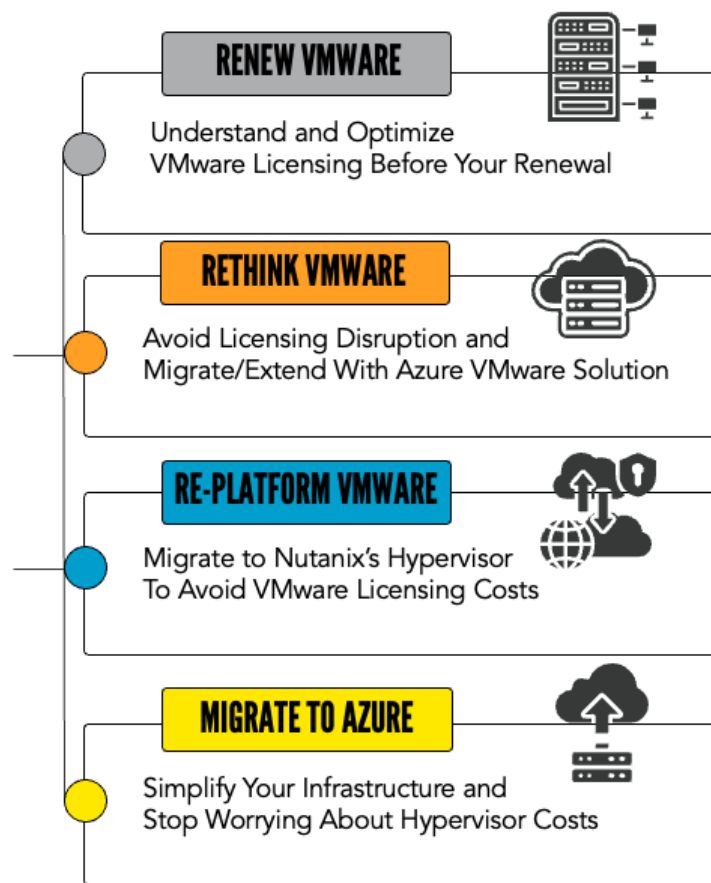 RENEW VMWARE
Understand and Optimize
VMware Licensing Before Your Renewal
RETHINK VMWARE
Avoid Licensing Disruption and
Migrate/Extend With Azure VMware Solution
RE-PLATFORM VMWARE
Migrate to Nutanix's Hypervisor
To Avoid VMware Licensing Costs
MIGRATE TO AZURE
Simplify Your Infrastructure and
Stop Worrying About Hypervisor Costs